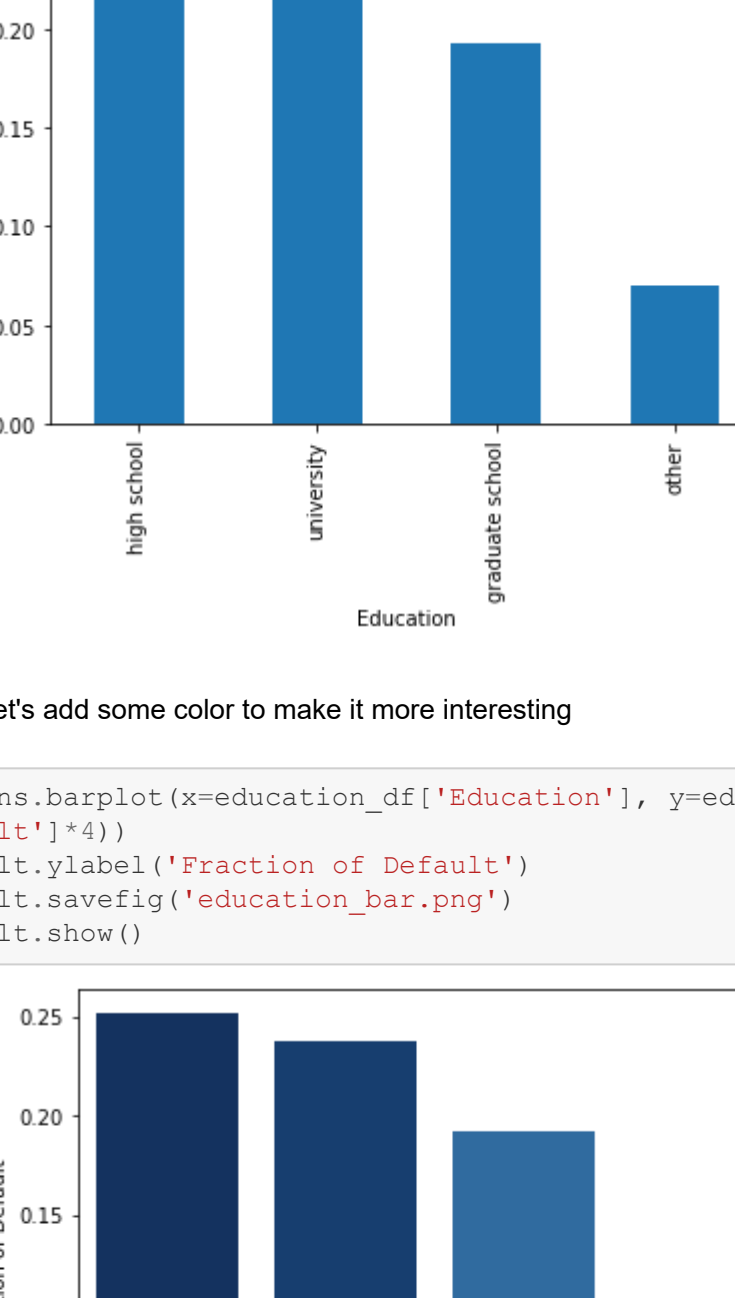 0.20
0.15
0.10
0.05
0.00
high school
university
graduate school
other
Education
et's add some color to make it more interesting
ns.barplot(x=education_df['Education'], y=ed
lt']*4))
lt.ylabel('Fraction of Default')
lt.savefig('education_bar.png')
lt.show()
0.25
0.20
0.15